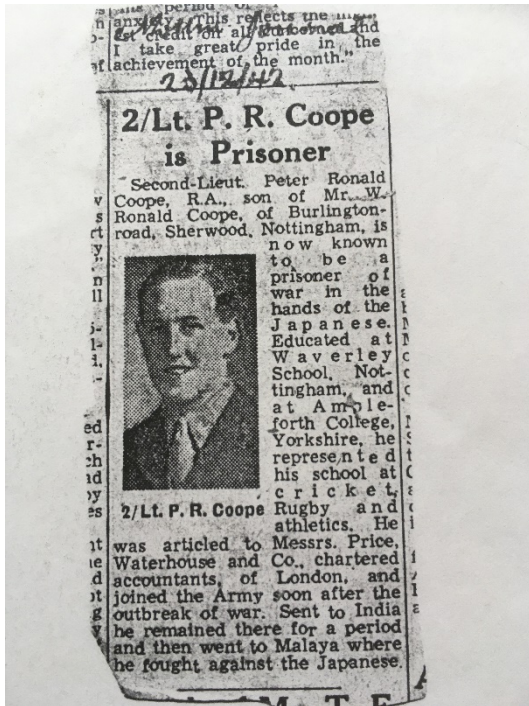 the period of
anxiety. This reflects the
credit on all concerned and
I take great pride in the
achievement of the month."
23/12/42
2/Lt. P. R. Coope
is Prisoner
Second-Lieut. Peter Ronald
Coope, R.A., son of Mr. W.
Ronald Coope, of Burlington-
road, Sherwood, Nottingham, is
now known
to be a
prisoner of
war in the
hands of the
Japanese.
Educated at
Waverley
School, Not-
tingham, and
at Ample-
forth College,
Yorkshire, he
represented
his school at
cricket,
Rugby and
athletics. He
2/Lt. P. R. Coope
was articled to Messrs. Price,
Waterhouse and Co., chartered
accountants, of London, and
joined the Army soon after the
outbreak of war. Sent to India
he remained there for a period
and then went to Malaya where
he fought against the Japanese.